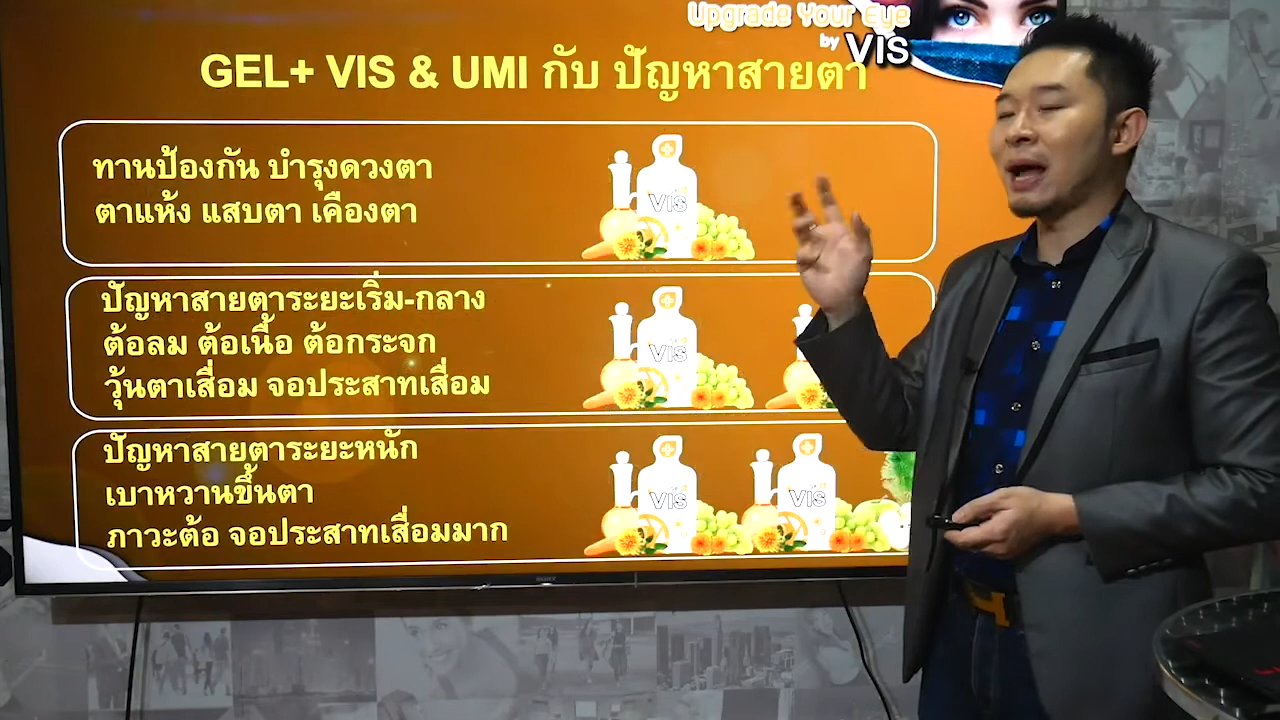 Upgrade Your Eye
by VIS
GEL+ VIS & UMI กับ ปัญหาสายตา
ทานป้องกัน บำรุงดวงตา
ตาแห้ง แสบตา เคืองตา
VIS
ปัญหาสายตาระยะเริ่ม-กลาง
ต้อลม ต้อเนื้อ ต้อกระจก
วุ้นตาเสื่อม จอประสาทเสื่อม
VIS
ปัญหาสายตาระยะหนัก
เบาหวานขึ้นตา
ภาวะต้อ จอประสาทเสื่อมมาก
VIS
VIS
SONY